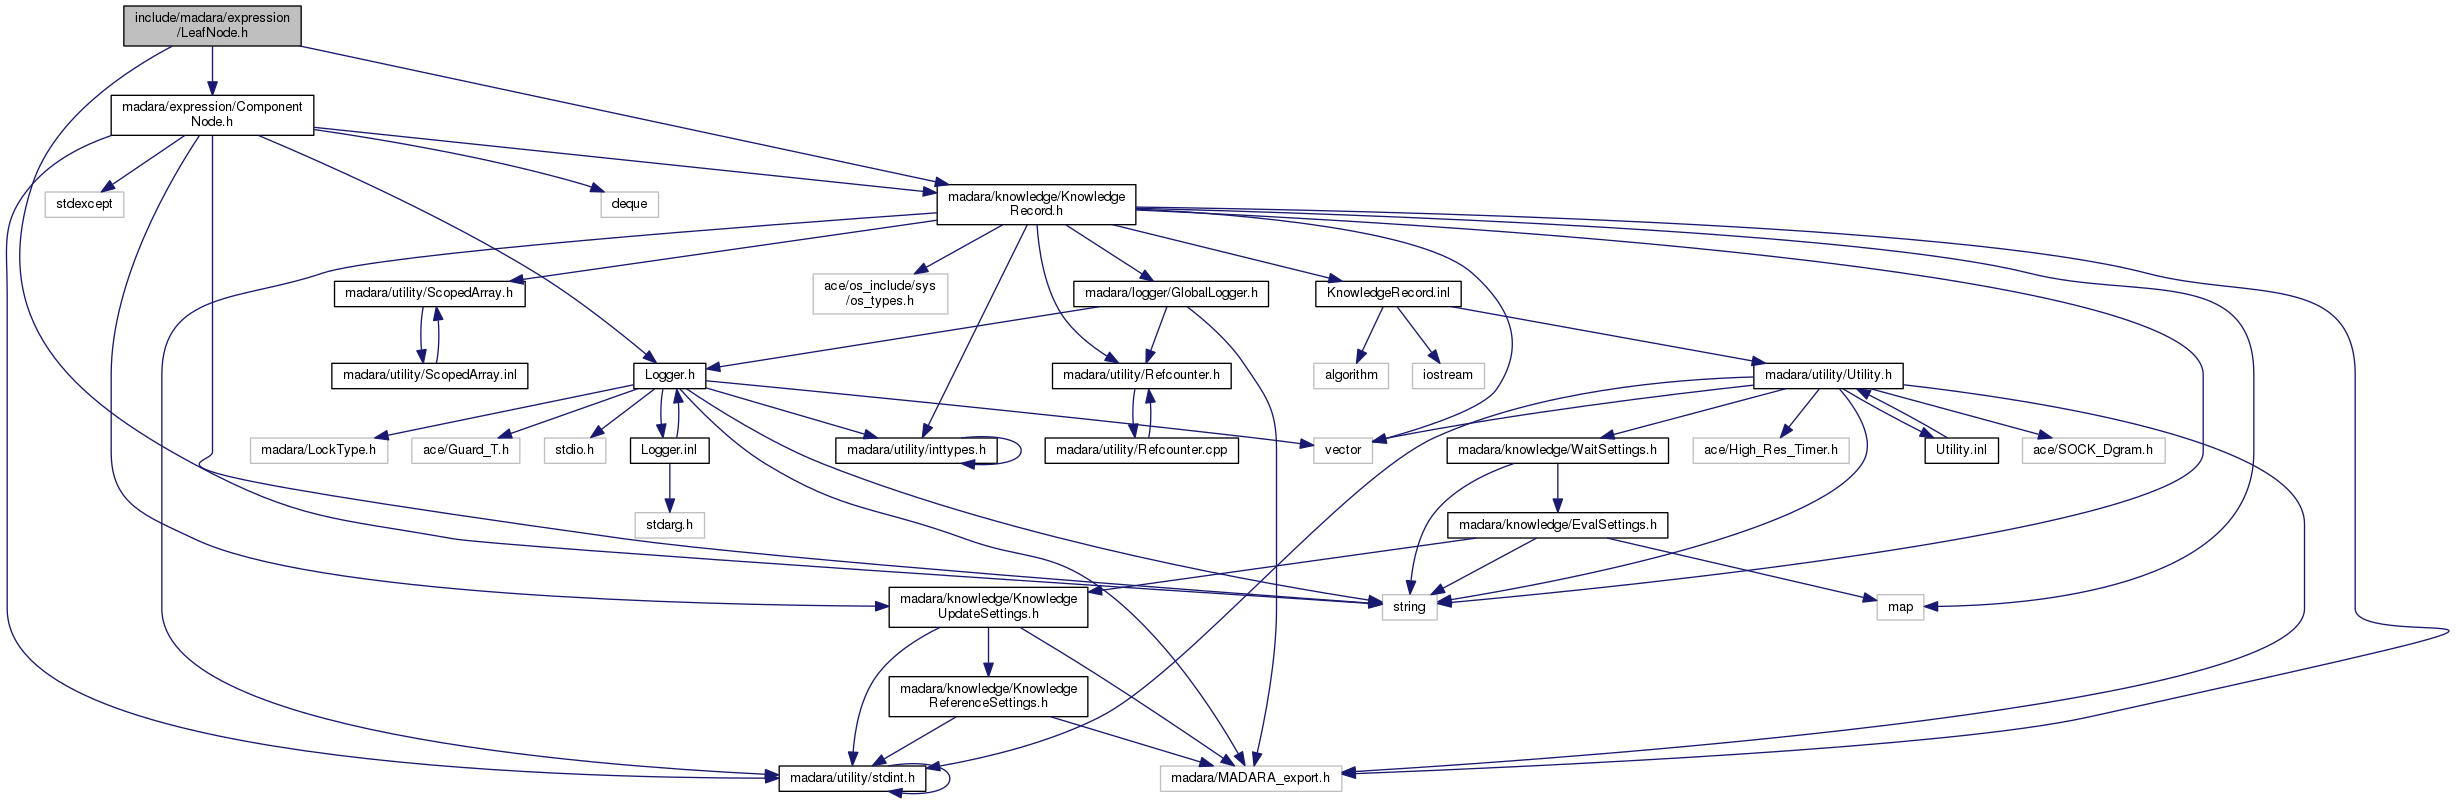 include/madara/expression
/LeafNode.h
madara/expression/Component
Node.h
stdexcept
deque
madara/knowledge/Knowledge
Record.h
madara/utility/ScopedArray.h
ace/os_include/sys
/os_types.h
madara/logger/GlobalLogger.h
KnowledgeRecord.inl
madara/utility/ScopedArray.inl
Logger.h
madara/utility/Refcounter.h
algorithm
iostream
madara/utility/Utility.h
madara/LockType.h
ace/Guard_T.h
stdio.h
Logger.inl
madara/utility/inttypes.h
madara/utility/Refcounter.cpp
vector
madara/knowledge/WaitSettings.h
ace/High_Res_Timer.h
Utility.inl
ace/SOCK_Dgram.h
stdarg.h
madara/knowledge/EvalSettings.h
madara/knowledge/Knowledge
UpdateSettings.h
string
map
madara/knowledge/Knowledge
ReferenceSettings.h
madara/utility/stdint.h
madara/MADARA_export.h